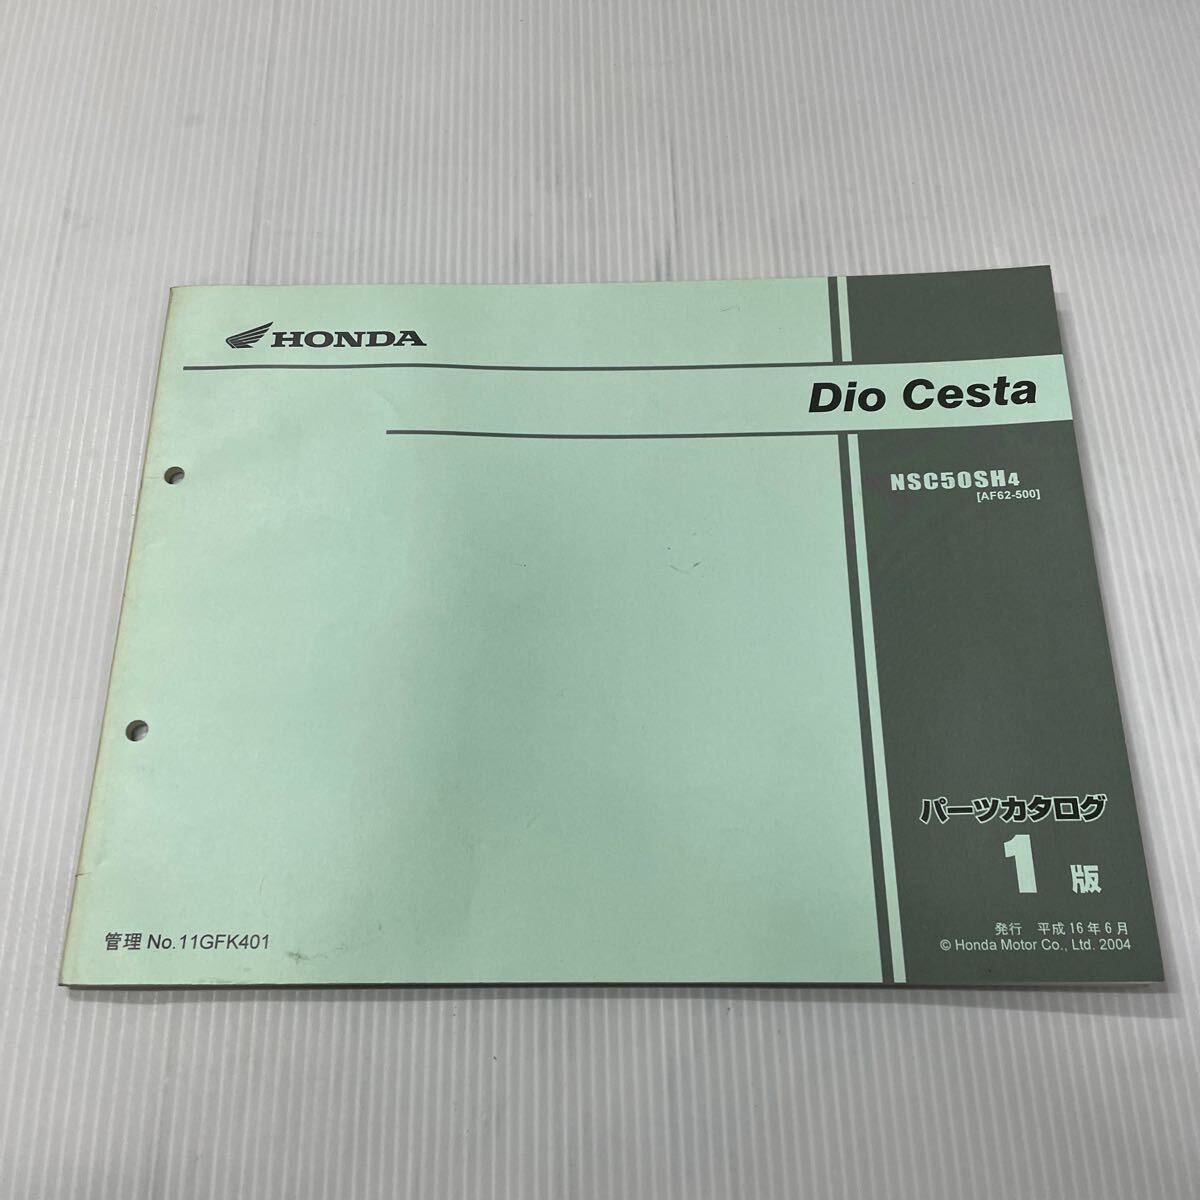 HONDA
Dio Cesta
NSC50SH4
[AF62-500]
パーツカタログ
1 版
発行 平成16年6月
© Honda Motor Co., Ltd. 2004
管理 No.11GFK401